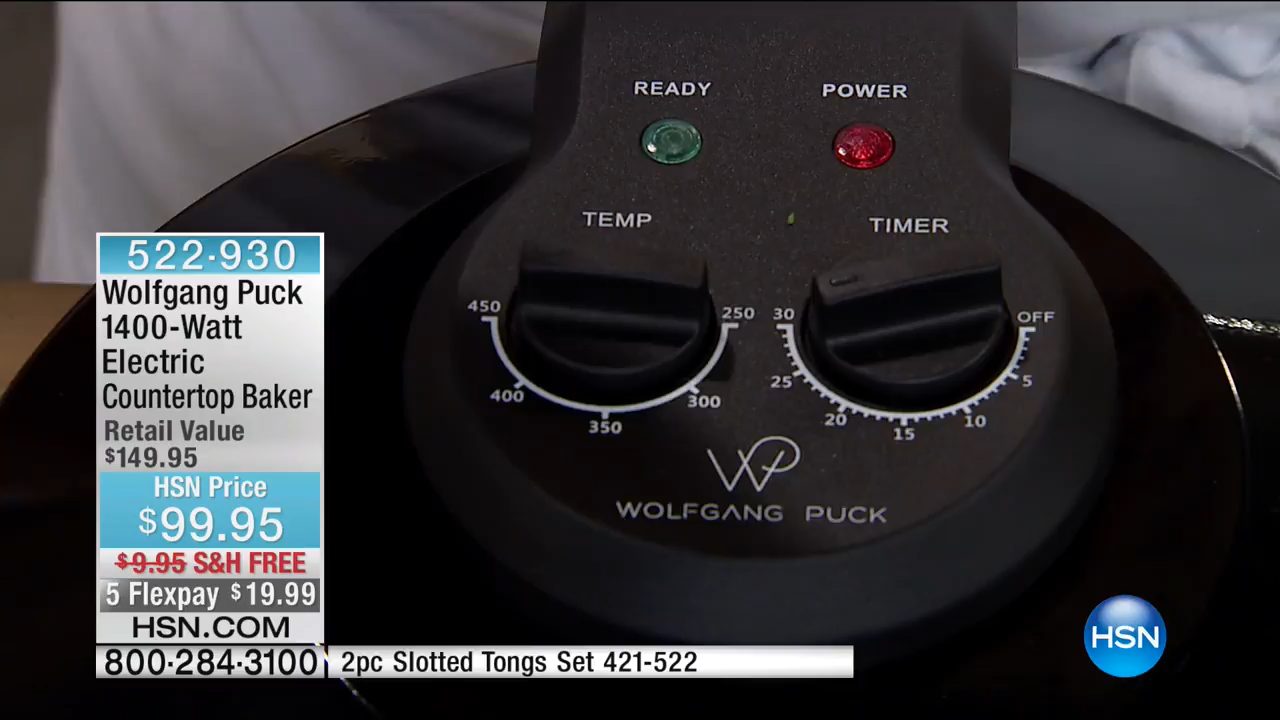 READY
POWER
TEMP
TIMER
450
250
30
OFF
400
300
25
5
350
20
10
15
WP
WOLFGANG PUCK
522-930
Wolfgang Puck
1400-Watt
Electric
Countertop Baker
Retail Value
$149.95
HSN Price
$99.95
$9.95 S&H FREE
5 Flexpay $19.99
HSN.COM
800-284-3100
2pc Slotted Tongs Set 421-522
HSN